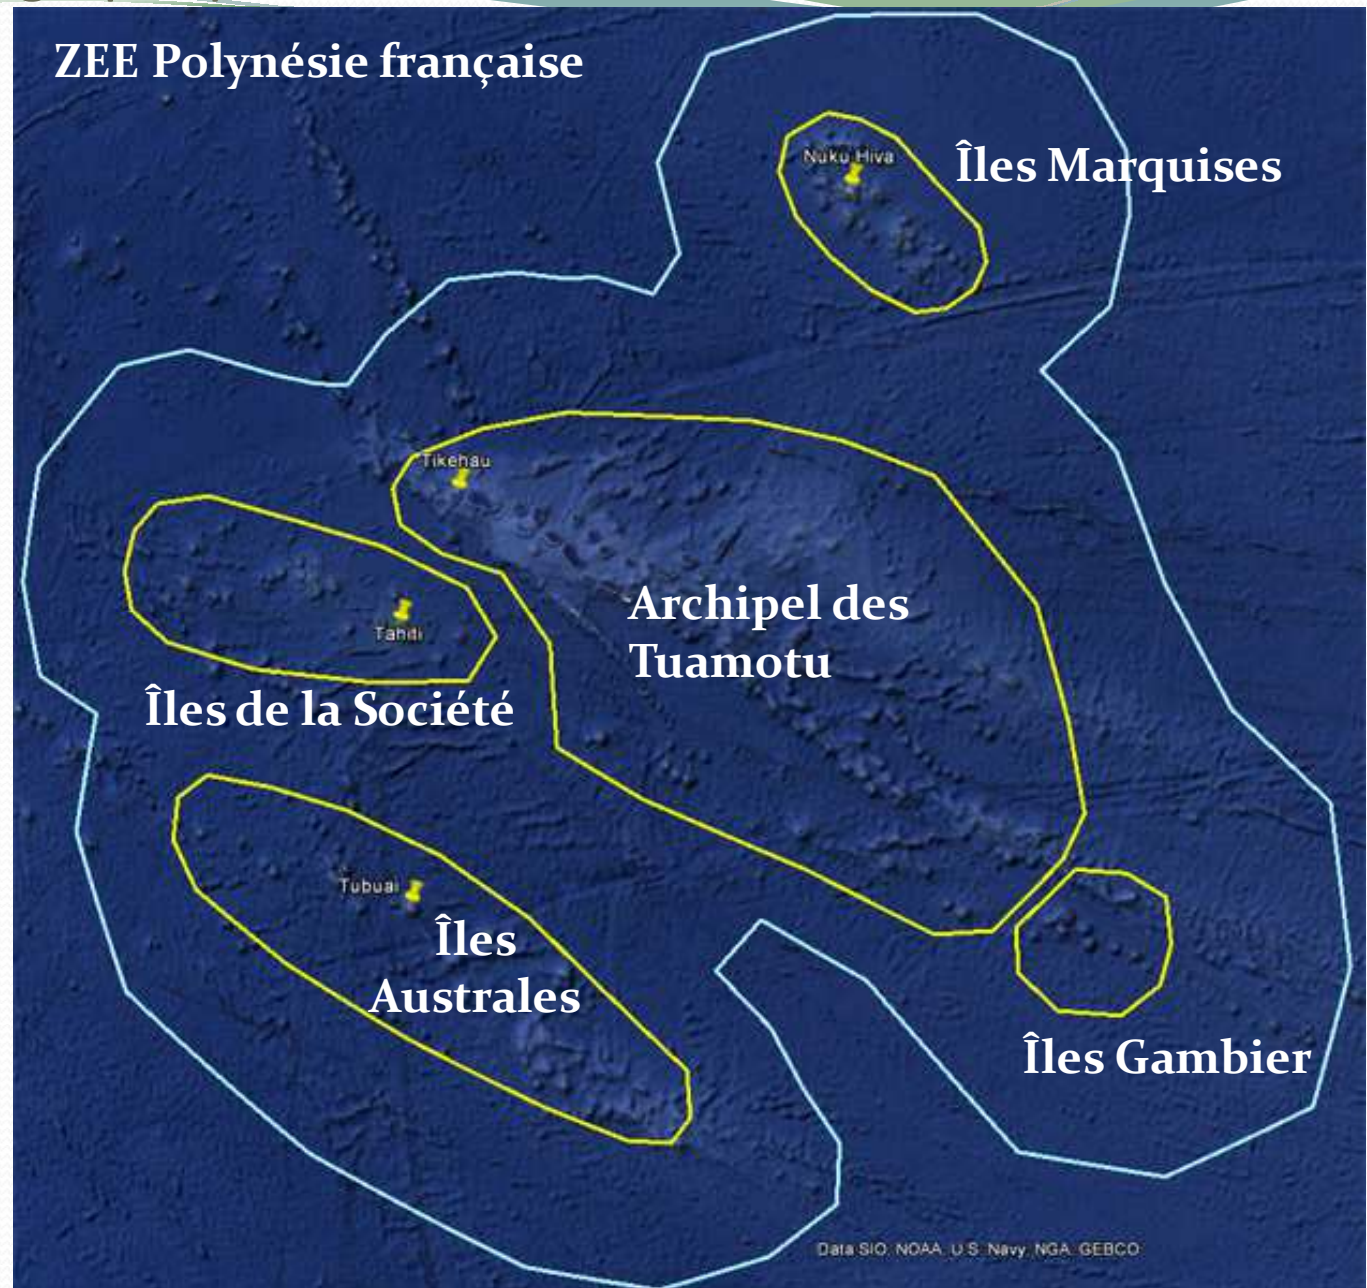 ZEE Polynésie française
Nuku Hiva
Îles Marquises
Tikehau
Archipel des
Tuamotu
Tahiti
Îles de la Société
Tubuai
Îles
Australes
Îles Gambier
Data SIO, NOAA, U.S. Navy, NGA, GEBCO